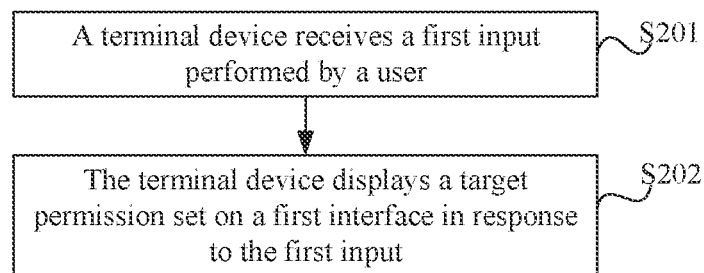 A terminal device receives a first input
performed by a user
S201
The terminal device displays a target
permission set on a first interface in response
to the first input
S202